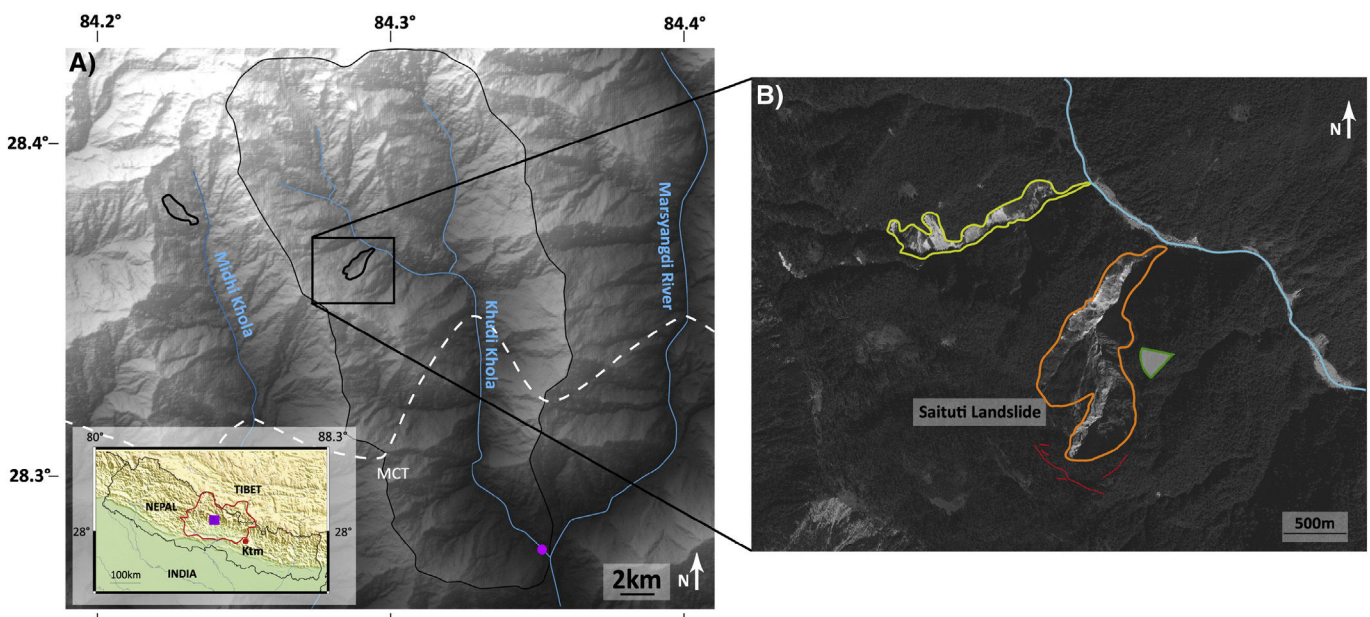 84.2°
84.3°
84.4°
A)
28.4
28.3
Midhi Khola
Khudi Khola
Marsyangdi River
MCT
2km
N
80°
88.3°
TIBET
NEPAL
28°
28°
Ktm
100km
INDIA
B)
N
Saituti Landslide
500m